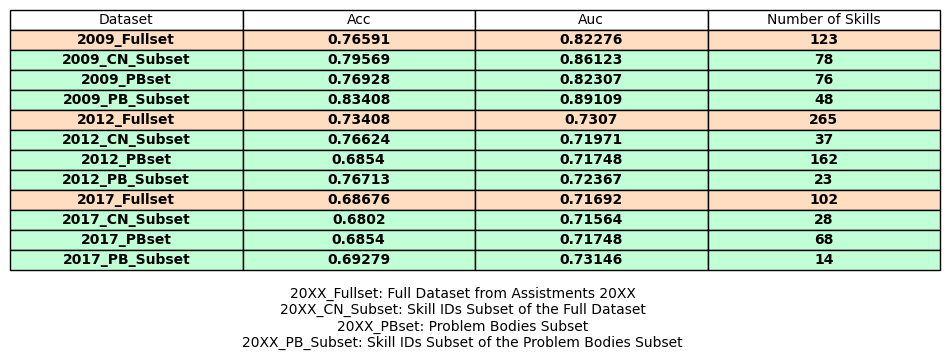 Dataset Acc Auc Number of Skills
2009_Fullset 0.76591 0.82276 123
2009_CN_Subset 0.79569 0.86123 78
2009_PBset 0.76928 0.82307 76
2009_PB_Subset 0.83408 0.89109 48
2012_Fullset 0.73408 0.7307 265
2012_CN_Subset 0.76624 0.71971 37
2012_PBset 0.6854 0.71748 162
2012_PB_Subset 0.76713 0.72367 23
2017_Fullset 0.68676 0.71692 102
2017_CN_Subset 0.6802 0.71564 28
2017_PBset 0.6854 0.71748 68
2017_PB_Subset 0.69279 0.73146 14
20XX_Fullset: Full Dataset from Assistments 20XX
20XX_CN_Subset: Skill IDs Subset of the Full Dataset
20XX_PBset: Problem Bodies Subset
20XX_PB_Subset: Skill IDs Subset of the Problem Bodies Subset